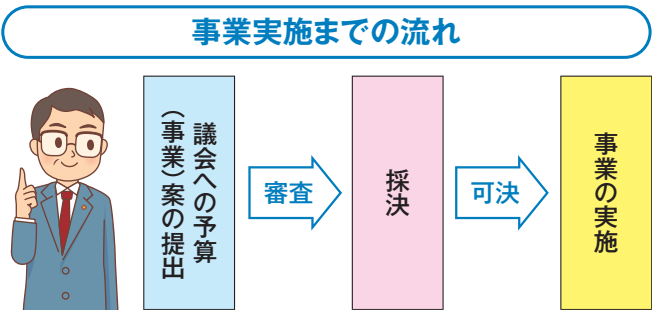 事業実施までの流れ
議会への予算
（事業）案の提出
審査
採決
可決
事業の実施